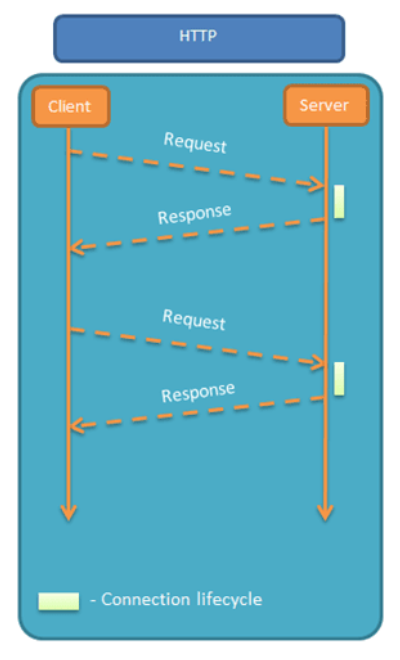 HTTP
Client
Server
Request
Response
Request
Response
- Connection lifecycle